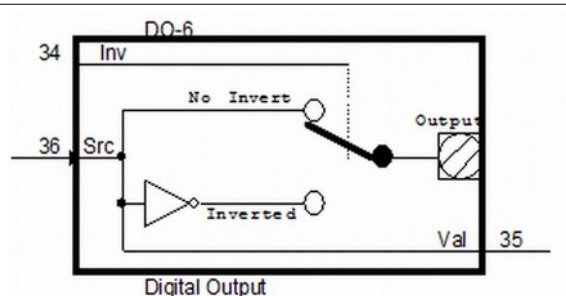 DO-6
34 Inv
No Invert
Output
36 Src
Inverted
Val 35
Digital Output